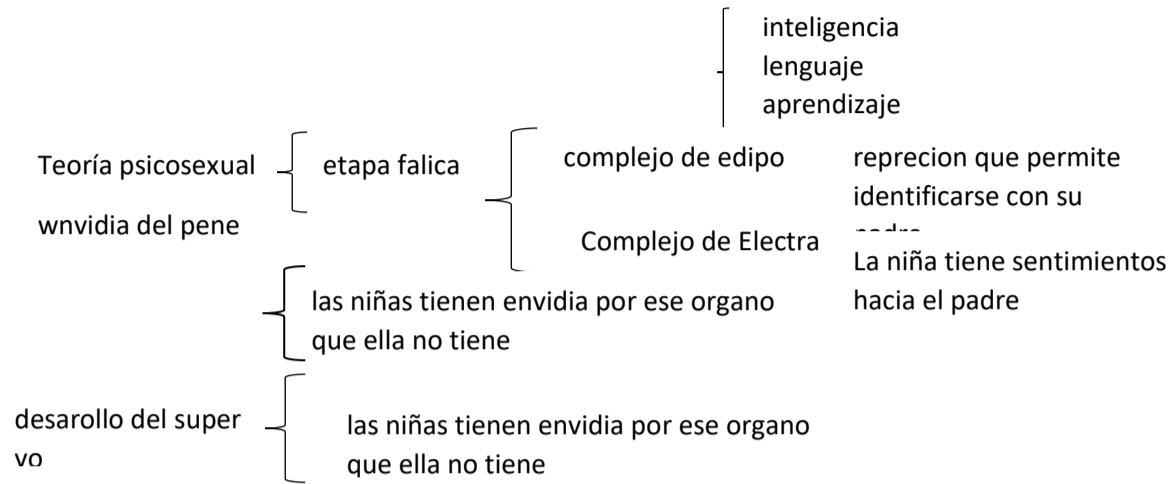 inteligencia
lenguaje
aprendizaje
Teoría psicosexual
wnvidia del pene
etapa falica
complejo de edipo
Complejo de Electra
reprecion que permite
identificarse con su
La niña tiene sentimientos
hacia el padre
las niñas tienen envidia por ese organo
que ella no tiene
desarollo del super
yo
las niñas tienen envidia por ese organo
que ella no tiene